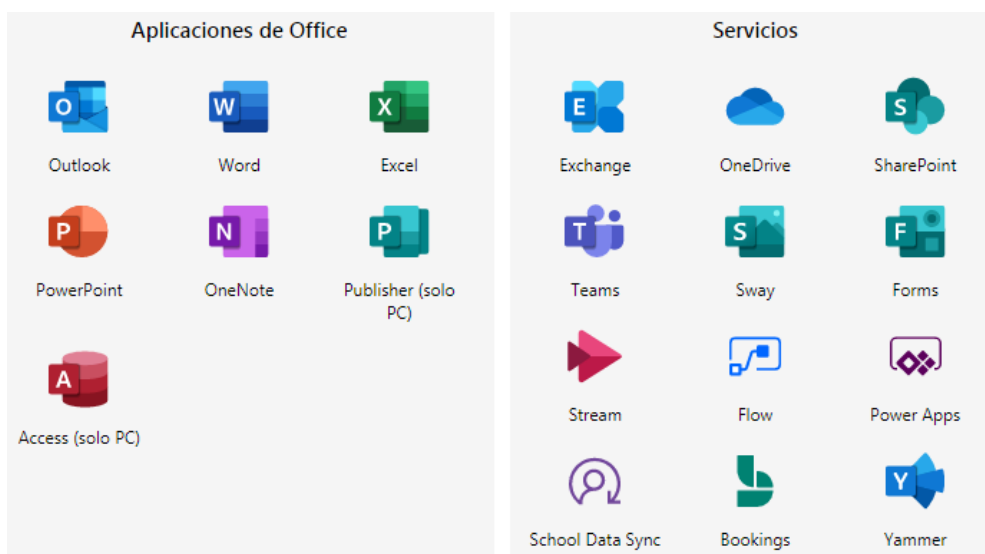 Aplicaciones de Office
O
W
X
Outlook
Word
Excel
P
N
P
PowerPoint
OneNote
Publisher (solo
PC)
A
Access (solo PC)
Servicios
E
S
Exchange
OneDrive
SharePoint
T
S
F
Teams
Sway
Forms
Stream
Flow
Power Apps
b
Y
School Data Sync
Bookings
Yammer